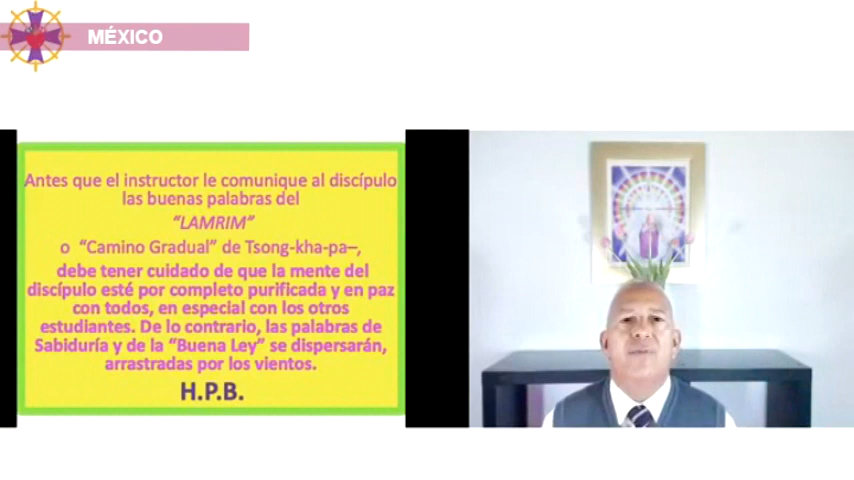 MÉXICO
Antes que el instructor le comunique al discípulo
las buenas palabras del
“LAMRIM”
o “Camino Gradual” de Tsong-kha-pa–,
debe tener cuidado de que la mente del
discípulo esté por completo purificada y en paz
con todos, en especial con los otros
estudiantes. De lo contrario, las palabras de
Sabiduría y de la “Buena Ley” se dispersarán,
arrastradas por los vientos.
H.P.B.